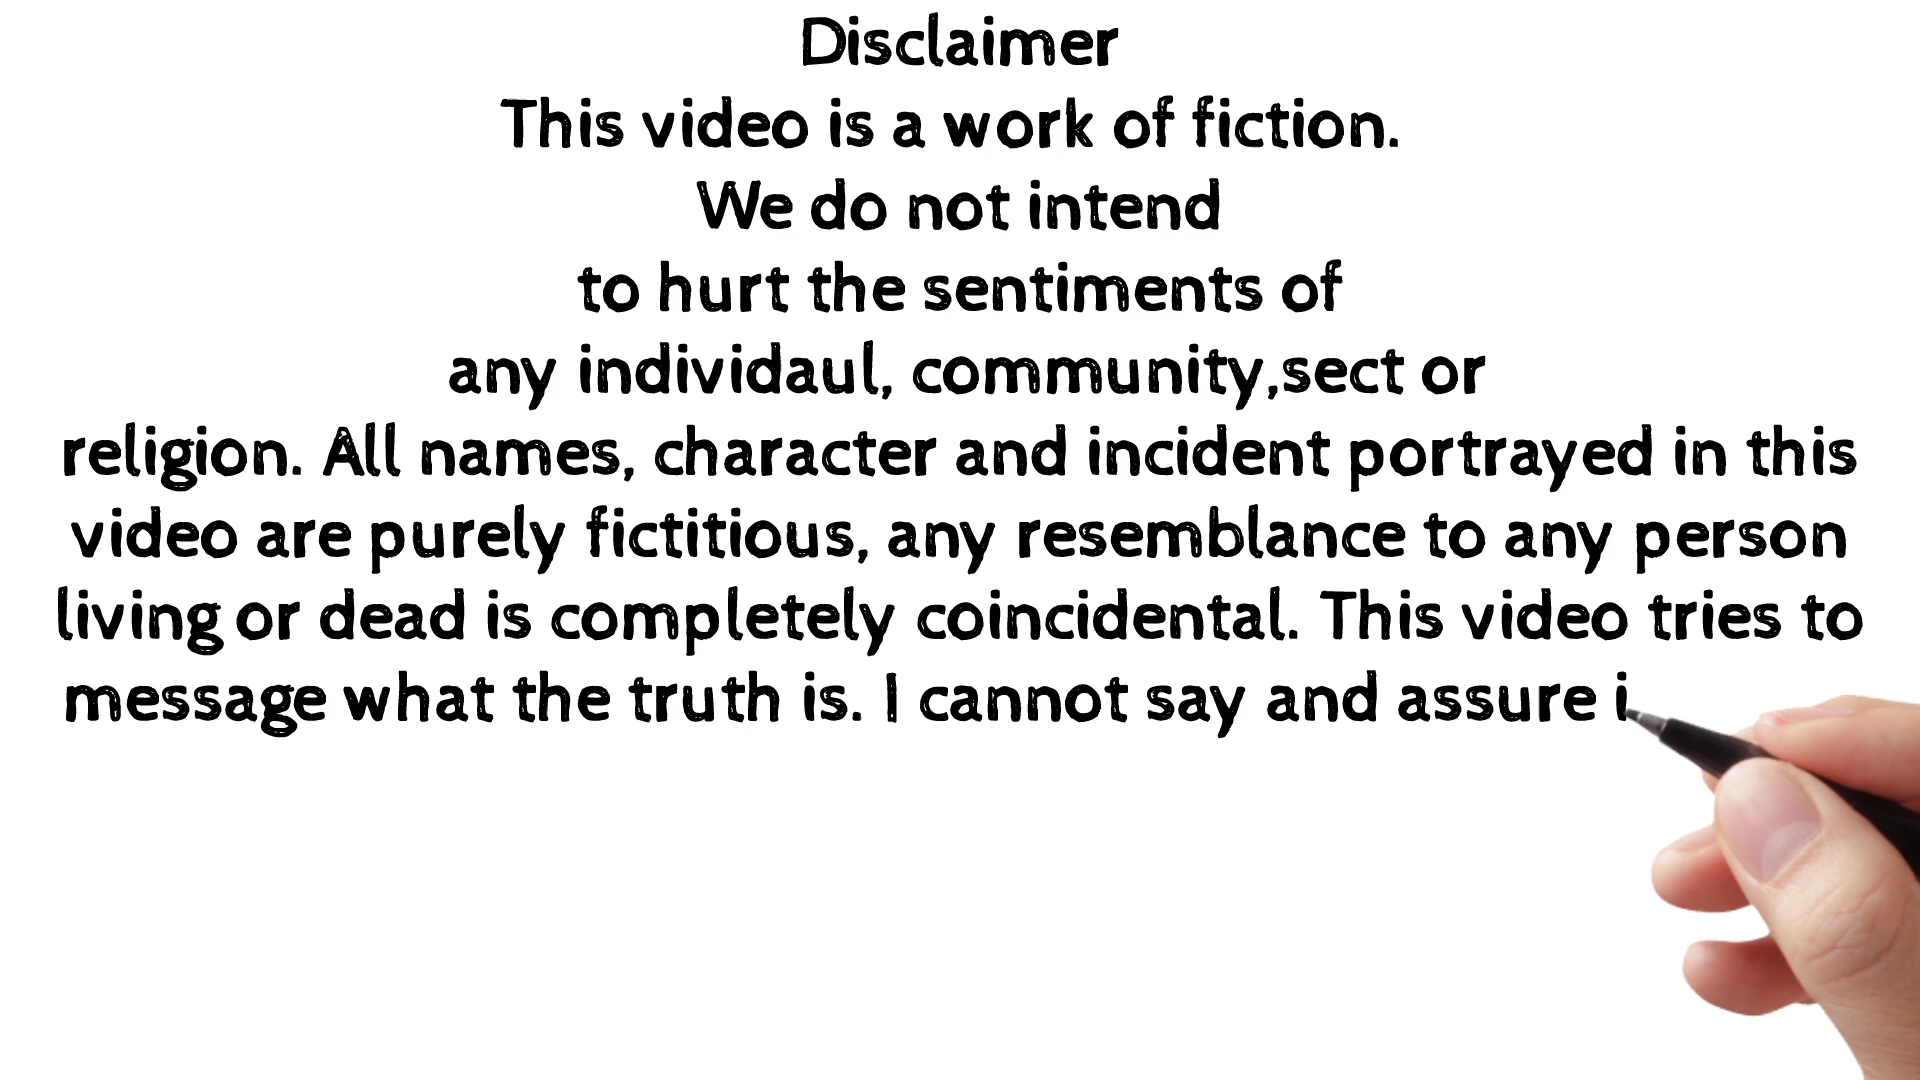 Disclaimer
This video is a work of fiction.
We do not intend
to hurt the sentiments of
any individaul, community,sect or
religion. All names, character and incident portrayed in this
video are purely fictitious, any resemblance to any person
living or dead is completely coincidental. This video tries to
message what the truth is. I cannot say and assure i